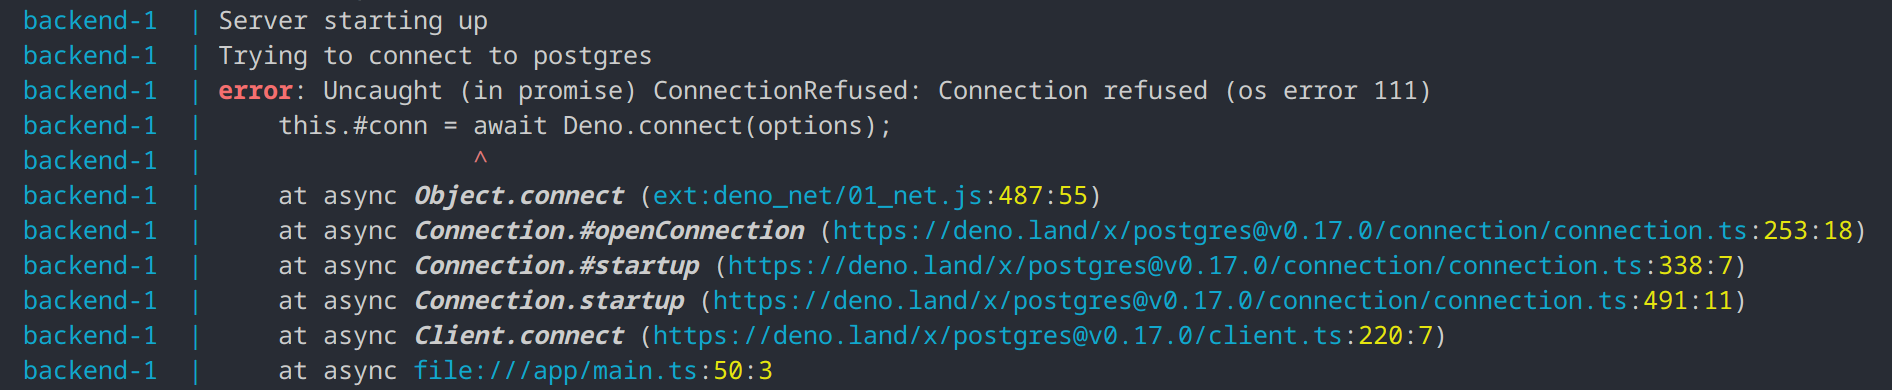 backend-1  | Server starting up
backend-1  | Trying to connect to postgres
backend-1  | error: Uncaught (in promise) ConnectionRefused: Connection refused (os error 111)
backend-1  |     this.#conn = await Deno.connect(options);
backend-1  |                  ^
backend-1  |     at async Object.connect (ext:deno_net/01_net.js:487:55)
backend-1  |     at async Connection.#openConnection (https://deno.land/x/postgres@v0.17.0/connection/connection.ts:253:18)
backend-1  |     at async Connection.#startup (https://deno.land/x/postgres@v0.17.0/connection/connection.ts:338:7)
backend-1  |     at async Connection.startup (https://deno.land/x/postgres@v0.17.0/connection/connection.ts:491:11)
backend-1  |     at async Client.connect (https://deno.land/x/postgres@v0.17.0/client.ts:220:7)
backend-1  |     at async file:///app/main.ts:50:3